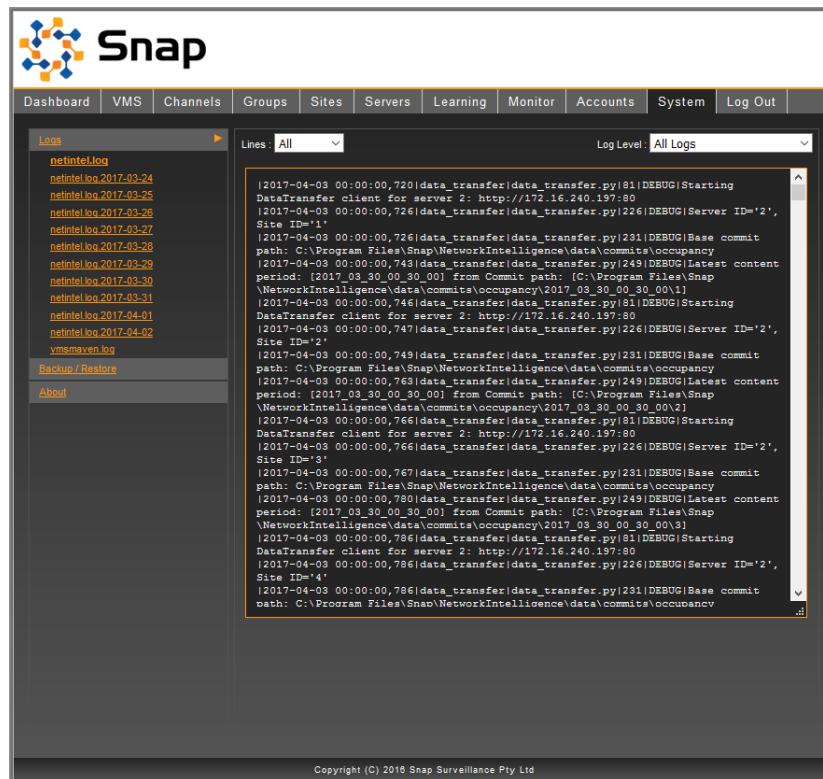 Snap
Dashboard VMS Channels Groups Sites Servers Learning Monitor Accounts System Log Out
Logs
netintel.log
netintel.log.2017-03-24
netintel.log.2017-03-25
netintel.log.2017-03-26
netintel.log.2017-03-27
netintel.log.2017-03-28
netintel.log.2017-03-29
netintel.log.2017-03-30
netintel.log.2017-03-31
netintel.log.2017-04-01
netintel.log.2017-04-02
vmsmaven.log
Backup / Restore
About
Lines : All
Log Level : All Logs
|2017-04-03 00:00:00,720|data_transfer|data_transfer.py|81|DEBUG|Starting
DataTransfer client for server 2: http://172.16.240.197:80
|2017-04-03 00:00:00,726|data_transfer|data_transfer.py|226|DEBUG|Server ID='2',
Site ID='1'
|2017-04-03 00:00:00,726|data_transfer|data_transfer.py|231|DEBUG|Base commit
path: C:\Program Files\Snap\NetworkIntelligence\data\commits\occupancy
|2017-04-03 00:00:00,743|data_transfer|data_transfer.py|249|DEBUG|Latest content
period: [2017_03_30_00_30_00] from Commit path: [C:\Program Files\Snap
\NetworkIntelligence\data\commits\occupancy\2017_03_30_00_30_00\1]
|2017-04-03 00:00:00,746|data_transfer|data_transfer.py|81|DEBUG|Starting
DataTransfer client for server 2: http://172.16.240.197:80
|2017-04-03 00:00:00,747|data_transfer|data_transfer.py|226|DEBUG|Server ID='2',
Site ID='2'
|2017-04-03 00:00:00,749|data_transfer|data_transfer.py|231|DEBUG|Base commit
path: C:\Program Files\Snap\NetworkIntelligence\data\commits\occupancy
|2017-04-03 00:00:00,763|data_transfer|data_transfer.py|249|DEBUG|Latest content
period: [2017_03_30_00_30_00] from Commit path: [C:\Program Files\Snap
\NetworkIntelligence\data\commits\occupancy\2017_03_30_00_30_00\2]
|2017-04-03 00:00:00,766|data_transfer|data_transfer.py|81|DEBUG|Starting
DataTransfer client for server 2: http://172.16.240.197:80
|2017-04-03 00:00:00,766|data_transfer|data_transfer.py|226|DEBUG|Server ID='2',
Site ID='3'
|2017-04-03 00:00:00,767|data_transfer|data_transfer.py|231|DEBUG|Base commit
path: C:\Program Files\Snap\NetworkIntelligence\data\commits\occupancy
|2017-04-03 00:00:00,780|data_transfer|data_transfer.py|249|DEBUG|Latest content
period: [2017_03_30_00_30_00] from Commit path: [C:\Program Files\Snap
\NetworkIntelligence\data\commits\occupancy\2017_03_30_00_30_00\3]
|2017-04-03 00:00:00,786|data_transfer|data_transfer.py|81|DEBUG|Starting
DataTransfer client for server 2: http://172.16.240.197:80
|2017-04-03 00:00:00,786|data_transfer|data_transfer.py|226|DEBUG|Server ID='2',
Site ID='4'
|2017-04-03 00:00:00,786|data_transfer|data_transfer.py|231|DEBUG|Base commit
path: C:\Program Files\Snap\NetworkIntelligence\data\commits\occupancy
Copyright (C) 2016 Snap Surveillance Pty Ltd